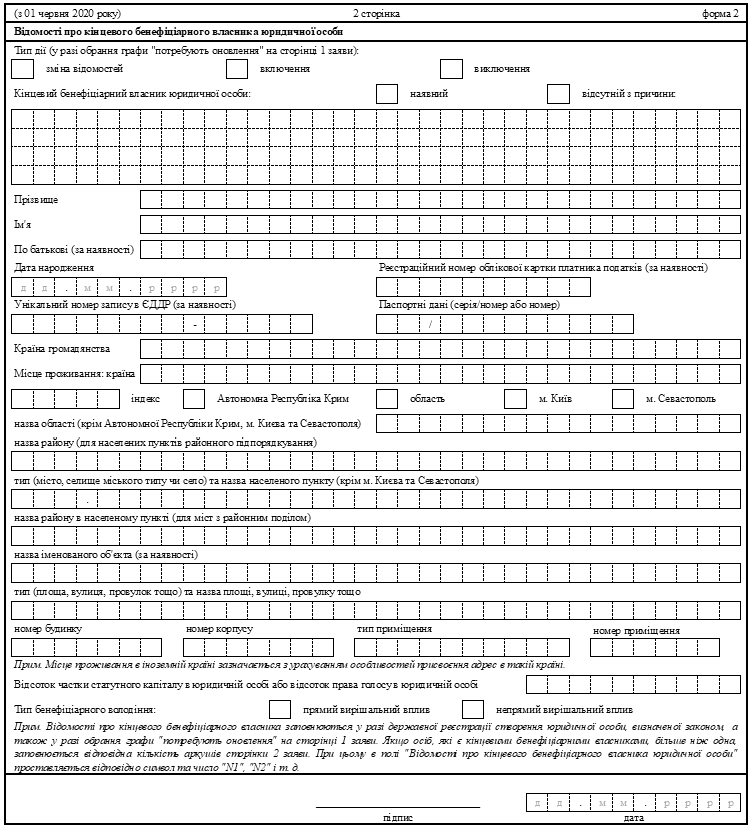 (з 01 червня 2020 року) 2 сторінка форма 2
Відомості про кінцевого бенефіціарного власника юридичної особи
Тип дії (у разі обрання графи "потребують оновлення" на сторінці 1 заяви):
зміна відомостей включення виключення
Кінцевий бенефіціарний власник юридичної особи: наявний відсутній з причини:
Прізвище
Ім'я
По батькові (за наявності)
Дата народження Реєстраційний номер облікової картки платника податків (за наявності)
д д . м м . р р р р
Унікальний номер запису в ЄДДР (за наявності) Паспортні дані (серія/номер або номер)
- /
Країна громадянства
Місце проживання: країна
індекс Автономна Республіка Крим область м. Київ м. Севастополь
назва області (крім Автономної Республіки Крим, м. Києва та Севастополя)
назва району (для населених пунктів районного підпорядкування)
тип (місто, селище міського типу чи село) та назва населеного пункту (крім м. Києва та Севастополя)
.
назва району в населеному пункті (для міст з районним поділом)
назва іменованого об'єкта (за наявності)
тип (площа, вулиця, провулок тощо) та назва площі, вулиці, провулку тощо
номер будинку номер корпусу тип приміщення номер приміщення
Прим. Місце проживання в іноземній країні зазначається з урахуванням особливостей присвоєння адрес в такій країні.
Відсоток частки статутного капіталу в юридичній особі або відсоток права голосу в юридичній особі
Тип бенефіціарного володіння: прямий вирішальний вплив непрямий вирішальний вплив
Прим. Відомості про кінцевого бенефіціарного власника заповнюються у разі державної реєстрації створення юридичної особи, визначеної законом, а
також у разі обрання графи "потребують оновлення" на сторінці 1 заяви. Якщо осіб, які є кінцевими бенефіціарними власниками, більше ніж одна,
заповнюється відповідна кількість аркушів сторінки 2 заяви. При цьому в полі "Відомості про кінцевого бенефіціарного власника юридичної особи"
проставляється відповідно символ та число "N1", "N2" і т. д.
д д . м м . р р р р
підпис дата